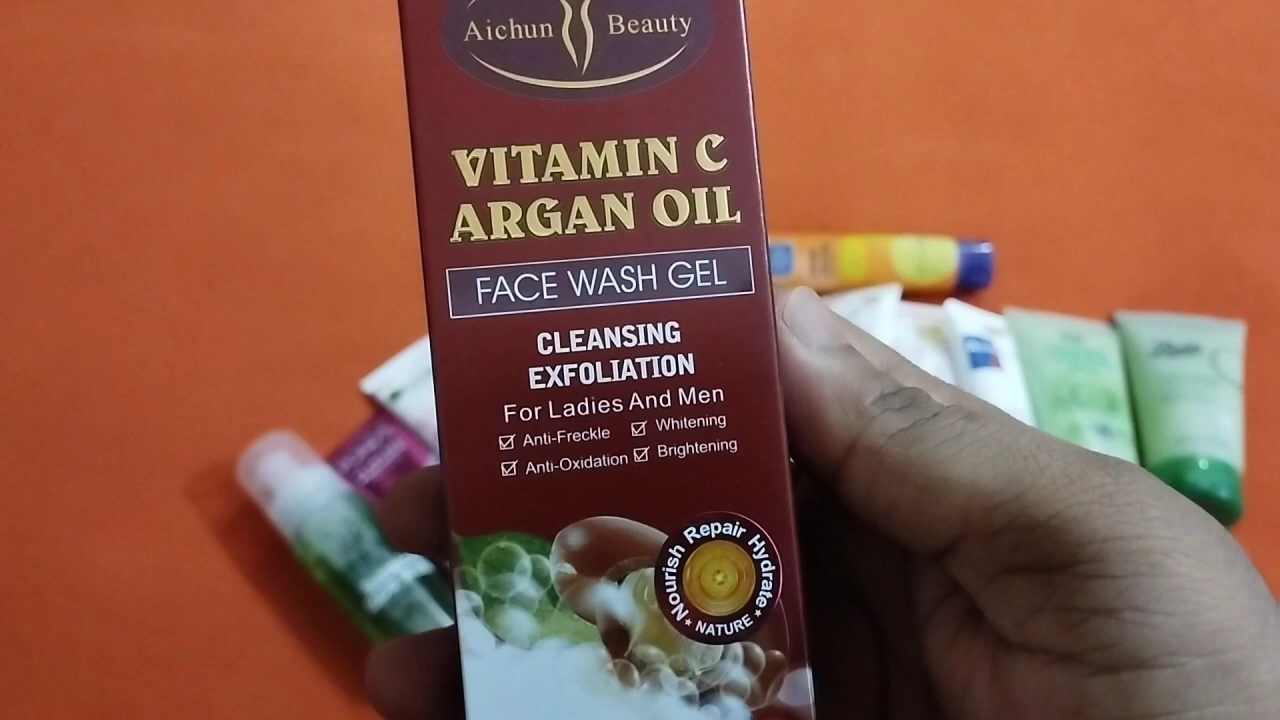 Aichun Beauty
VITAMIN C
ARGAN OIL
FACE WASH GEL
CLEANSING
EXFOLIATION
For Ladies And Men
Anti-Freckle Whitening
Anti-Oxidation Brightening
Nourish Repair Hydrate
NATURE